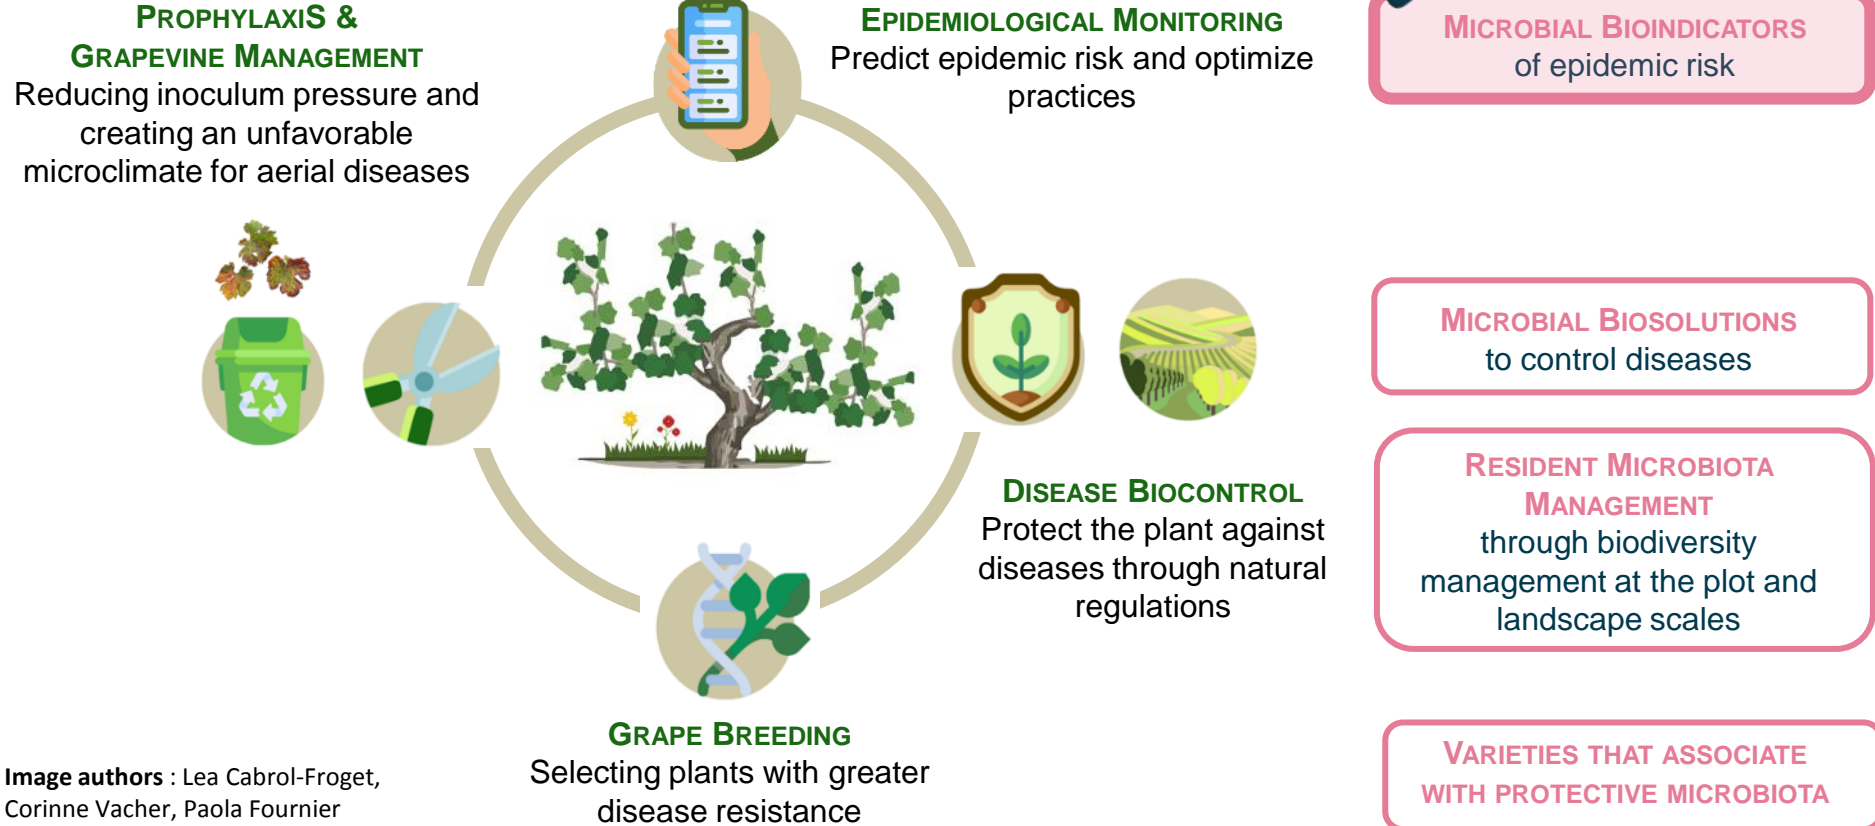 PROPHYLAXIS &
GRAPEVINE MANAGEMENT
Reducing inoculum pressure and
creating an unfavorable
microclimate for aerial diseases
EPIDEMIOLOGICAL MONITORING
Predict epidemic risk and optimize
practices
MICROBIAL BIOINDICATORS
of epidemic risk
MICROBIAL BIOSOLUTIONS
to control diseases
DISEASE BIOCONTROL
Protect the plant against
diseases through natural
regulations
RESIDENT MICROBIOTA
MANAGEMENT
through biodiversity
management at the plot and
landscape scales
GRAPE BREEDING
Selecting plants with greater
disease resistance
VARIETIES THAT ASSOCIATE
WITH PROTECTIVE MICROBIOTA
Image authors : Lea Cabrol-Froget,
Corinne Vacher, Paola Fournier